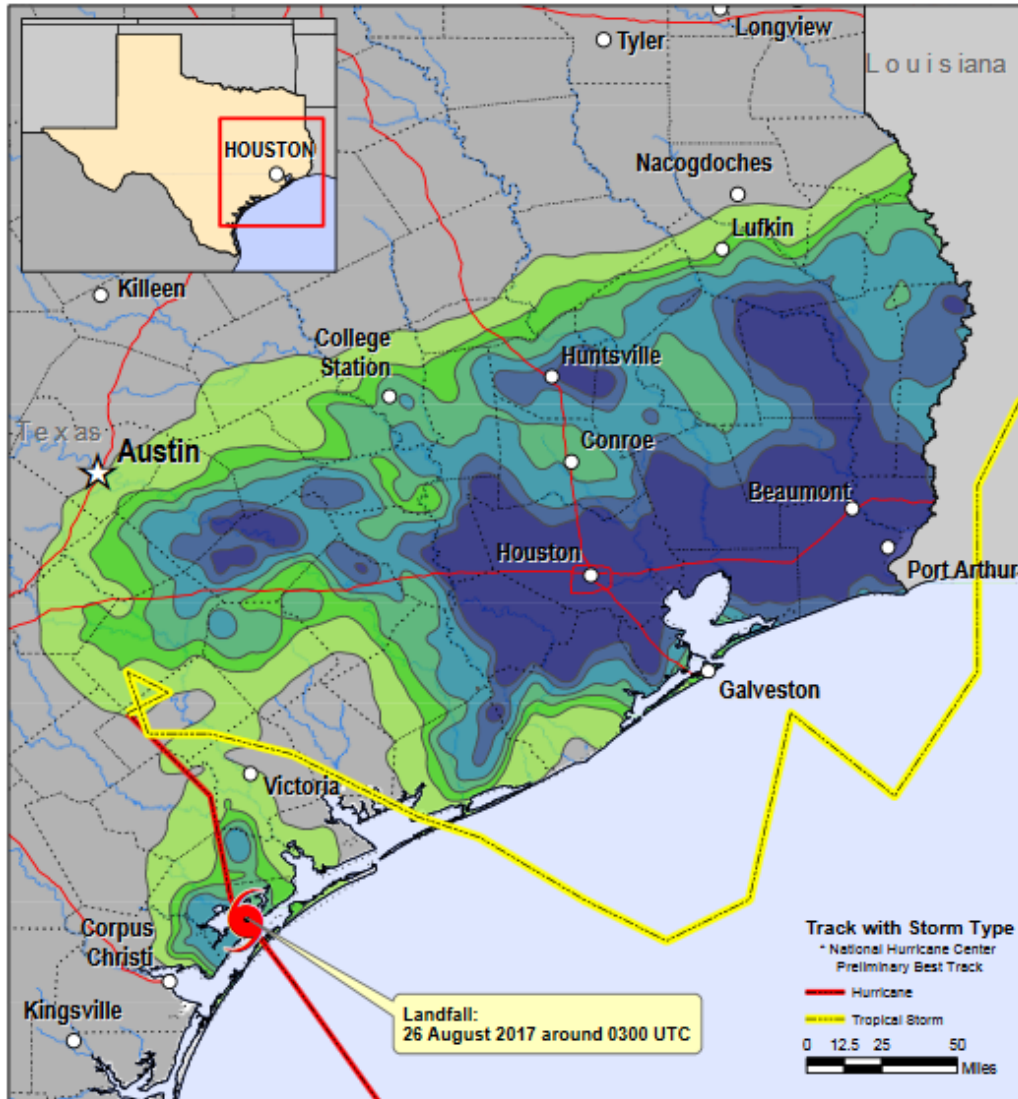 Longview
Tyler
Louisiana
Nacogdoches
HOUSTON
Lufkin
Killeen
College
Station
Huntsville
Texas
Austin
Conroe
Beaumont
Houston
Port Arthur
Galveston
Victoria
Corpus
Christi
Kingsville
Landfall:
26 August 2017 around 0300 UTC
Track with Storm Type
* National Hurricane Center
Preliminary Best Track
Hurricane
Tropical Storm
0 12.5 25 50
Miles